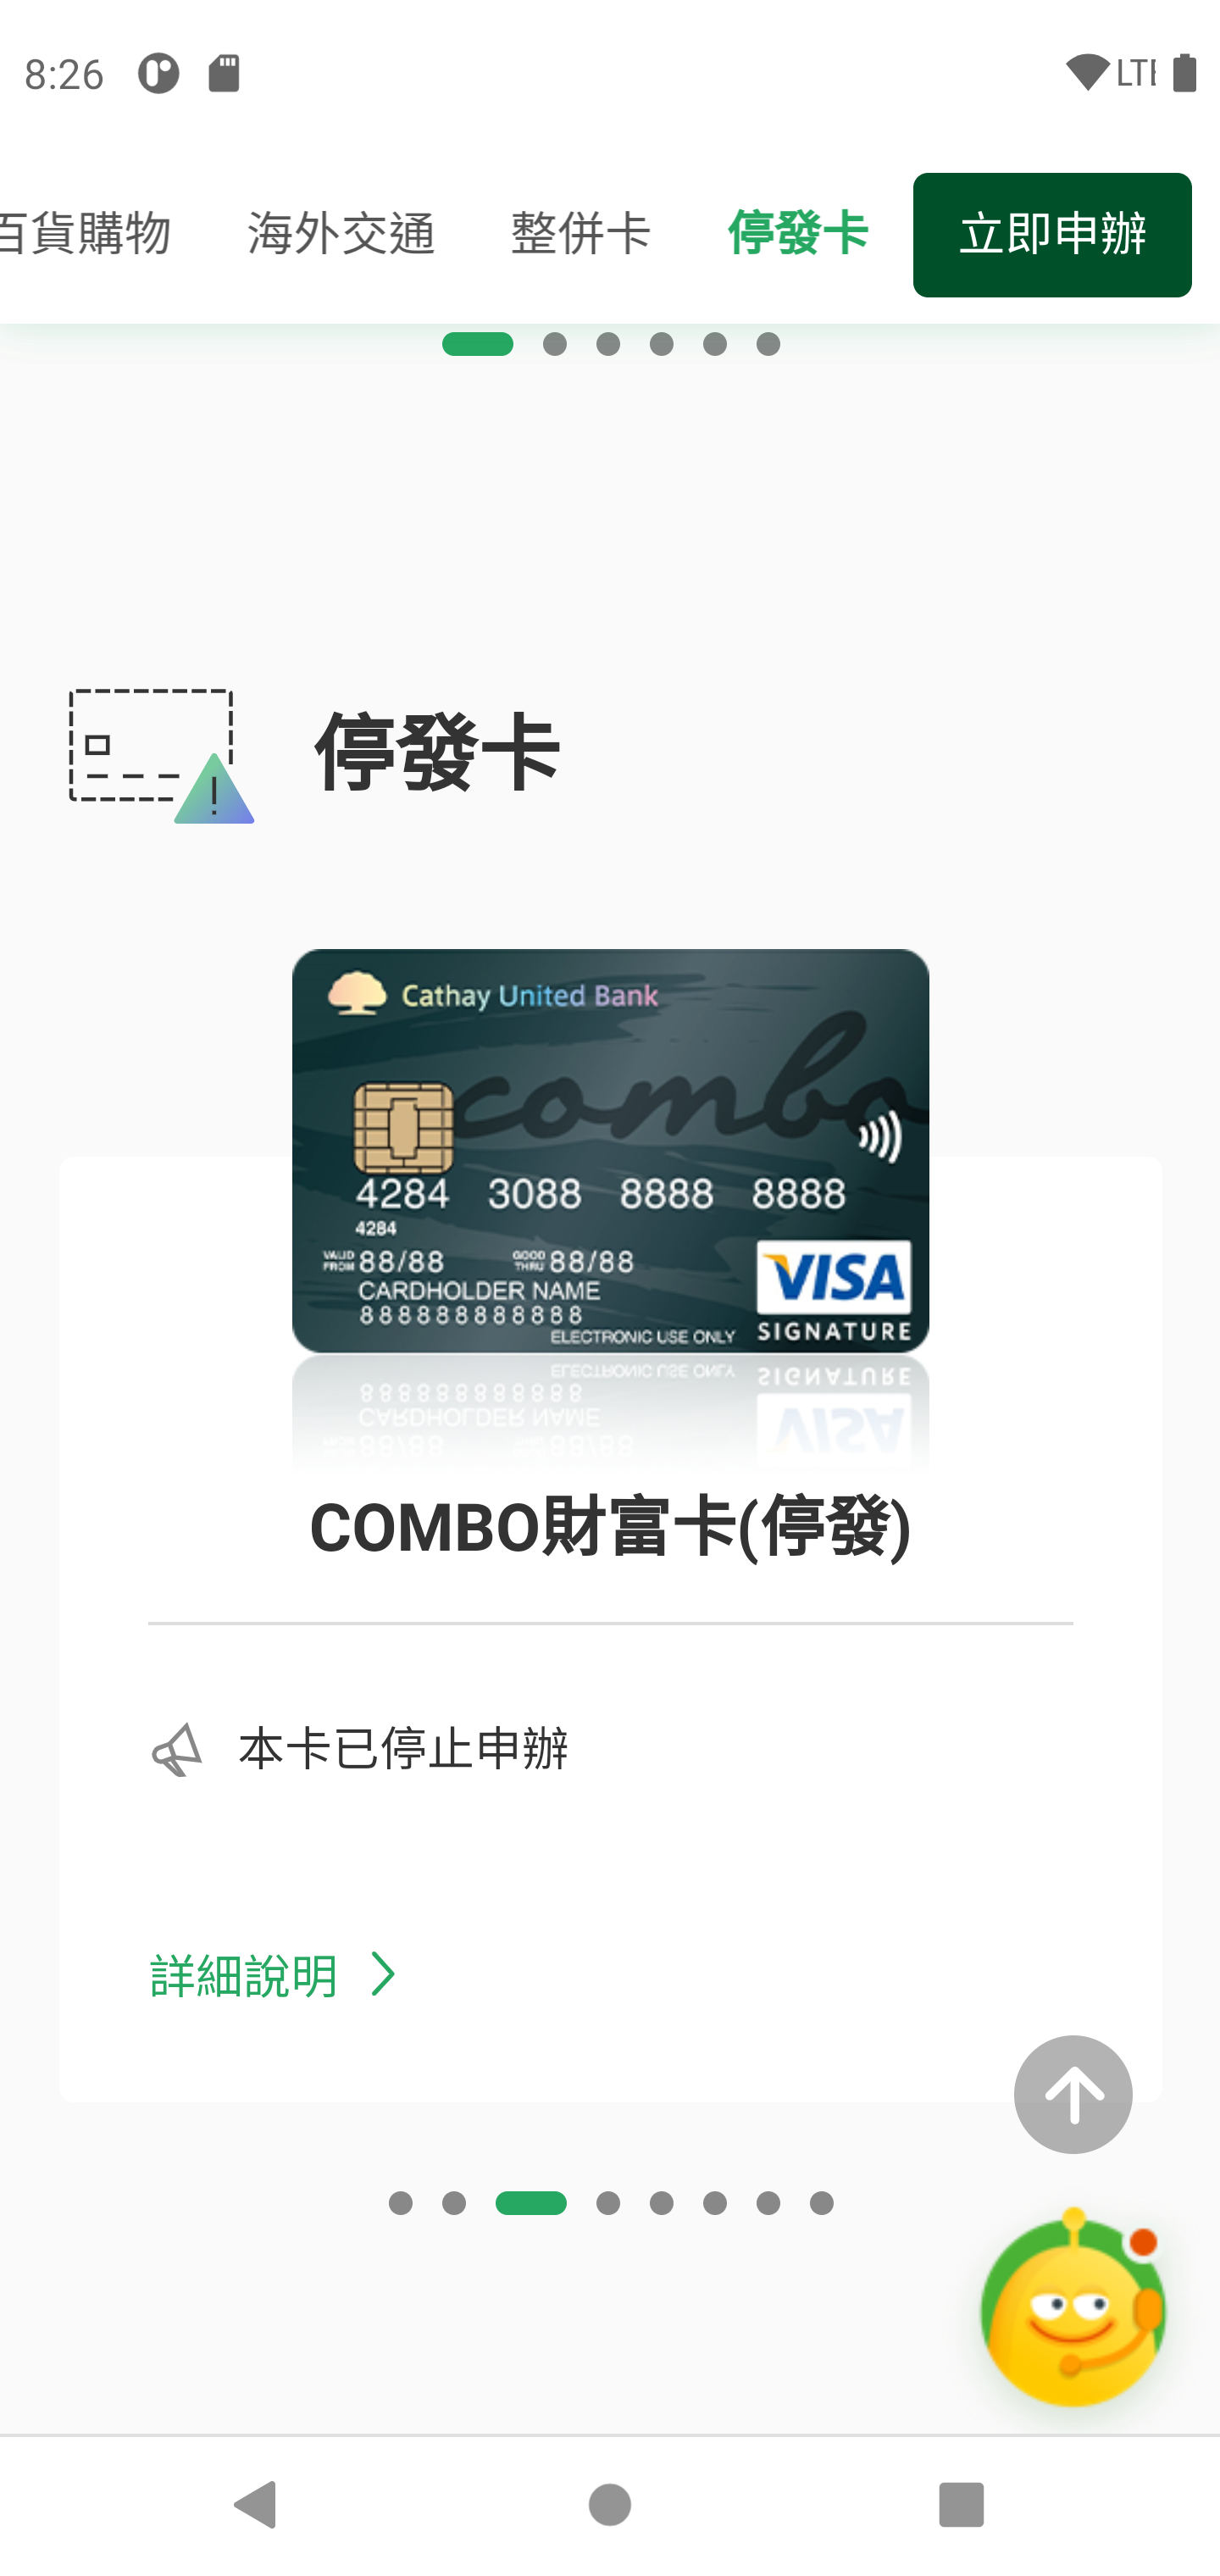 8:26 LTE
百貨購物 海外交通 整併卡 停發卡 立即申辦
停發卡
Cathay United Bank
combo
4284 3088 8888 8888
4284
VALID FROM 88/88 GOOD THRU 88/88
CARDHOLDER NAME
888888888888
ELECTRONIC USE ONLY
VISA
SIGNATURE
COMBO財富卡(停發)
本卡已停止申辦
詳細說明